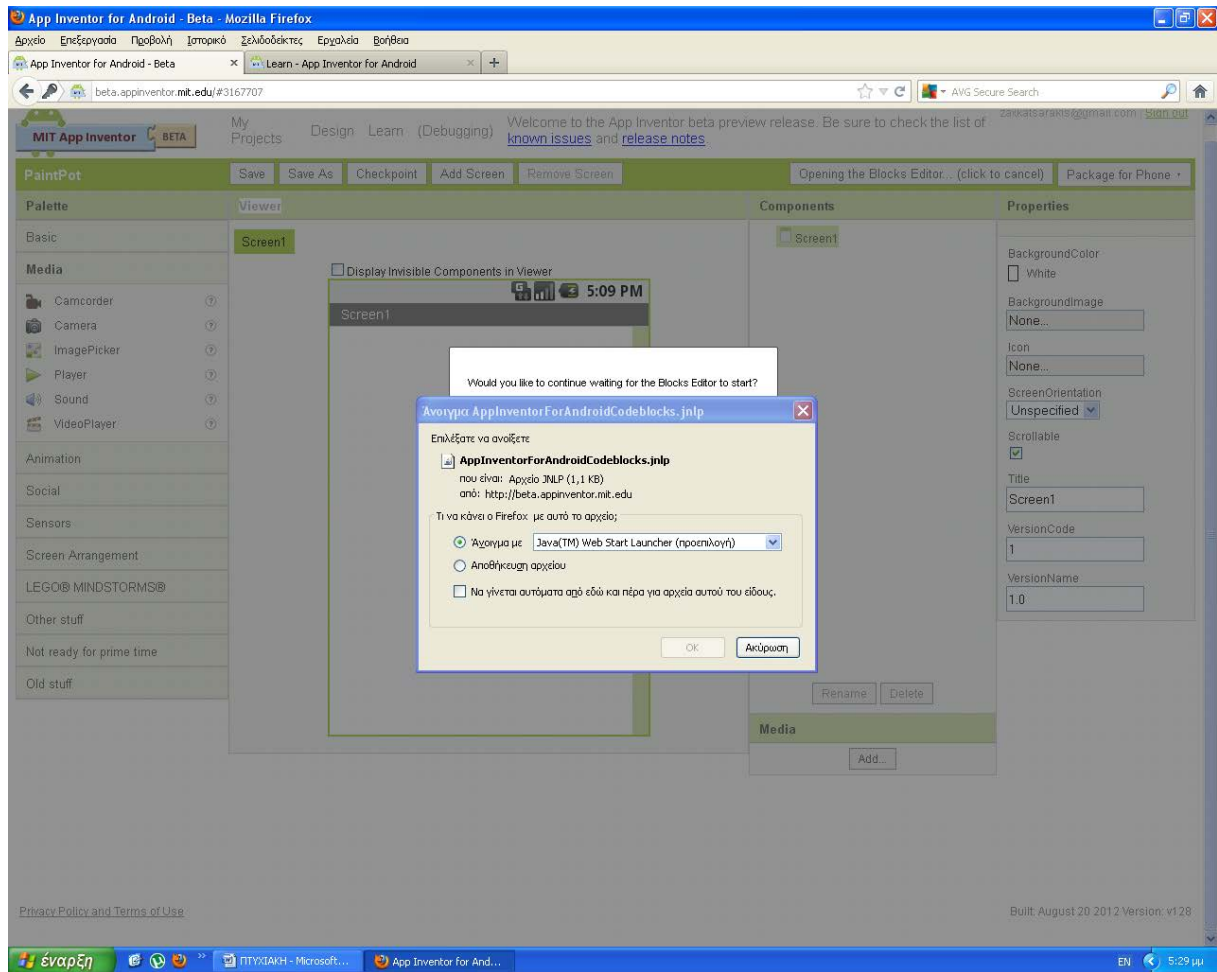 App Inventor for Android - Beta - Mozilla Firefox
Αρχείο Επεξεργασία Προβολή Ιστορικό Σελιδοδείκτες Εργαλεία Βοήθεια
App Inventor for Android - Beta × Learn - App Inventor for Android × +
beta.appinventor.mit.edu/#3167707 AVG Secure Search
MIT App Inventor BETA
My Projects Design Learn (Debugging)
Welcome to the App Inventor beta preview release. Be sure to check the list of
known issues and release notes.
Sign out
PaintPot Save Save As Checkpoint Add Screen Remove Screen Opening the Blocks Editor... (click to cancel) Package for Phone
Palette Viewer Components Properties
Basic
Media
Camcorder
Camera
ImagePicker
Player
Sound
VideoPlayer
Animation
Social
Sensors
Screen Arrangement
LEGO® MINDSTORMS®
Other stuff
Not ready for prime time
Old stuff
Screen1
Display Invisible Components in Viewer
5:09 PM
Screen1
Would you like to continue waiting for the Blocks Editor to start?
Άνοιγμα AppInventorForAndroidCodeblocks.jnlp
Επιλέξατε να ανοίξετε
AppInventorForAndroidCodeblocks.jnlp
που είναι: Αρχείο JNLP (1,1 KB)
από: http://beta.appinventor.mit.edu
Τι να κάνει ο Firefox με αυτό το αρχείο;
Άνοιγμα με Java(TM) Web Start Launcher (προεπιλογή)
Αποθήκευση αρχείου
Να γίνεται αυτόματα από εδώ και πέρα για αρχεία αυτού του είδους.
OK Ακύρωση
Screen1
Rename Delete
Media
Add...
BackgroundColor
White
BackgroundImage
None...
Icon
None...
ScreenOrientation
Unspecified
Scrollable
Title
Screen1
VersionCode
1
VersionName
1.0
Privacy Policy and Terms of Use Built: August 20 2012 Version: v128
έναρξη ΠΤΥΧΙΑΚΗ - Microsoft... App Inventor for And... EN 5:29 μμ